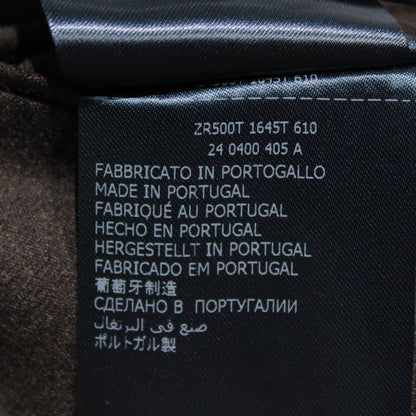 1645T 610
ZR500T 1645T 610
24 0400 405 A
FABBRICATO IN PORTOGALLO
MADE IN PORTUGAL
FABRIQUÉ AU PORTUGAL
HECHO EN PORTUGAL
HERGESTELLT IN PORTUGAL
FABRICADO EM PORTUGAL
葡萄牙制造
СДЕЛАНО В ПОРТУГАЛИИ
صنع في البرتغال
ポルトガル製